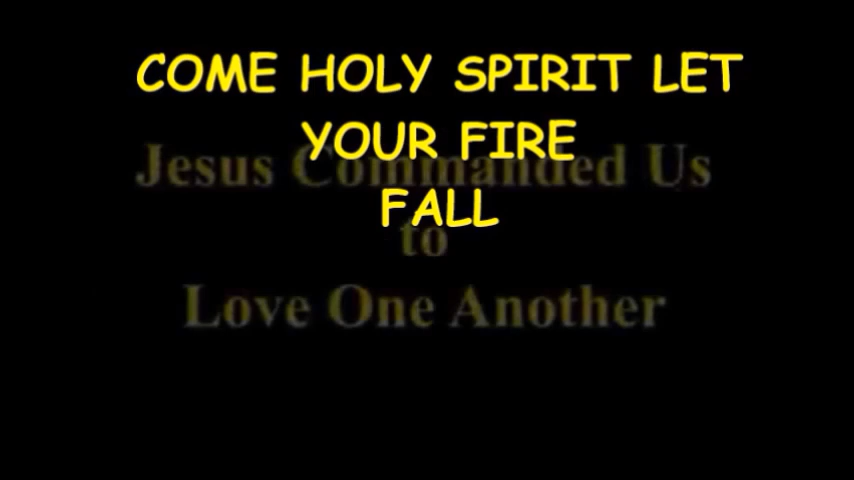 COME HOLY SPIRIT LET
YOUR FIRE
FALL
Jesus Commanded Us
to
Love One Another